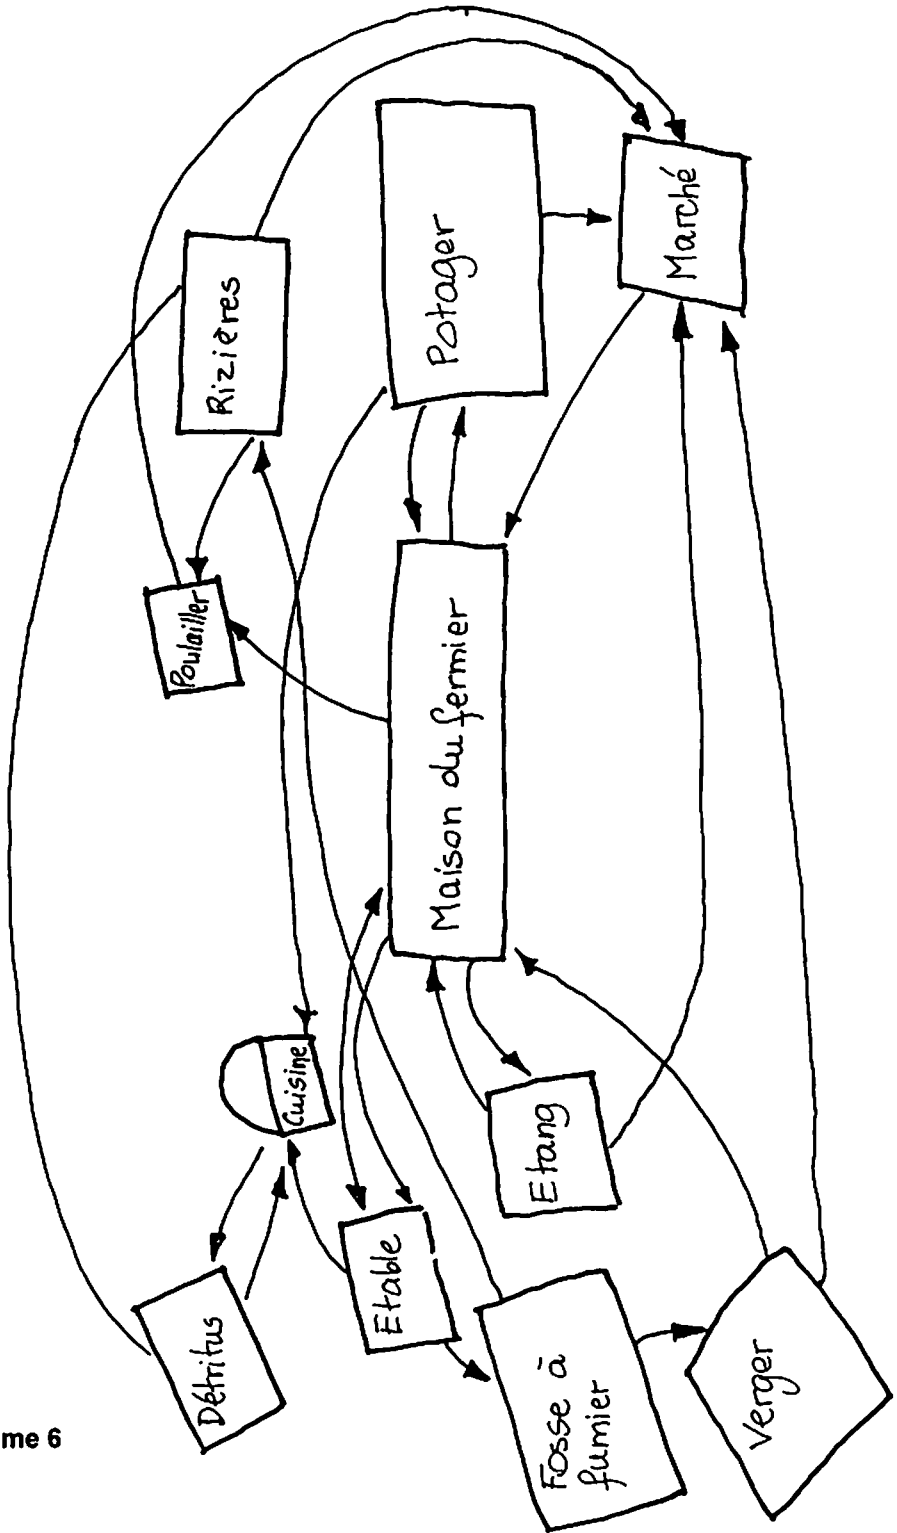 Rizières
Potager
Marché
Poulailler
Maison du fermier
Cuisine
Etang
Etable
Détritus
Fosse à
fumier
Verger
me 6